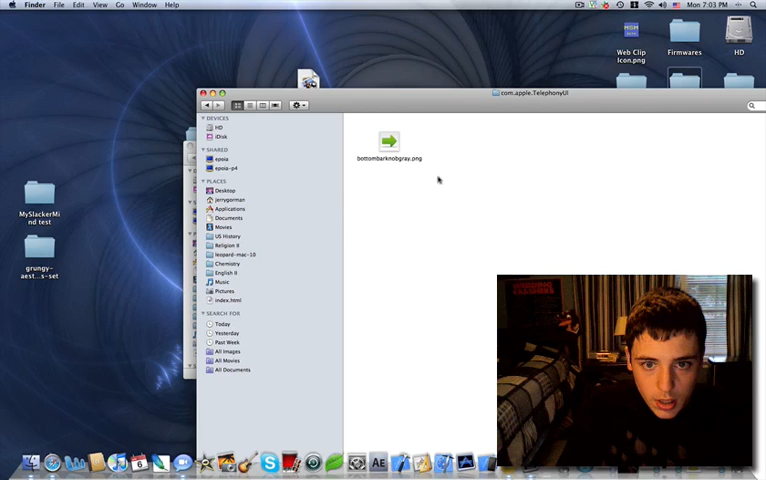 Finder File Edit View Go Window Help
Mon 7:03 PM
Web Clip
Icon.png
Firmwares
HD
com.apple.TelephonyUI
DEVICES
HD
iDisk
SHARED
epoia
epoia-p4
PLACES
Desktop
jerrygorman
Applications
Documents
Movies
US History
Religion II
leopard-mac-10
Chemistry
English II
Music
Pictures
index.html
SEARCH FOR
Today
Yesterday
Past Week
All Images
All Movies
All Documents
bottombarknobgray.png
MySlackerMi
nd test
grungy-
aest...s-set
6
AE